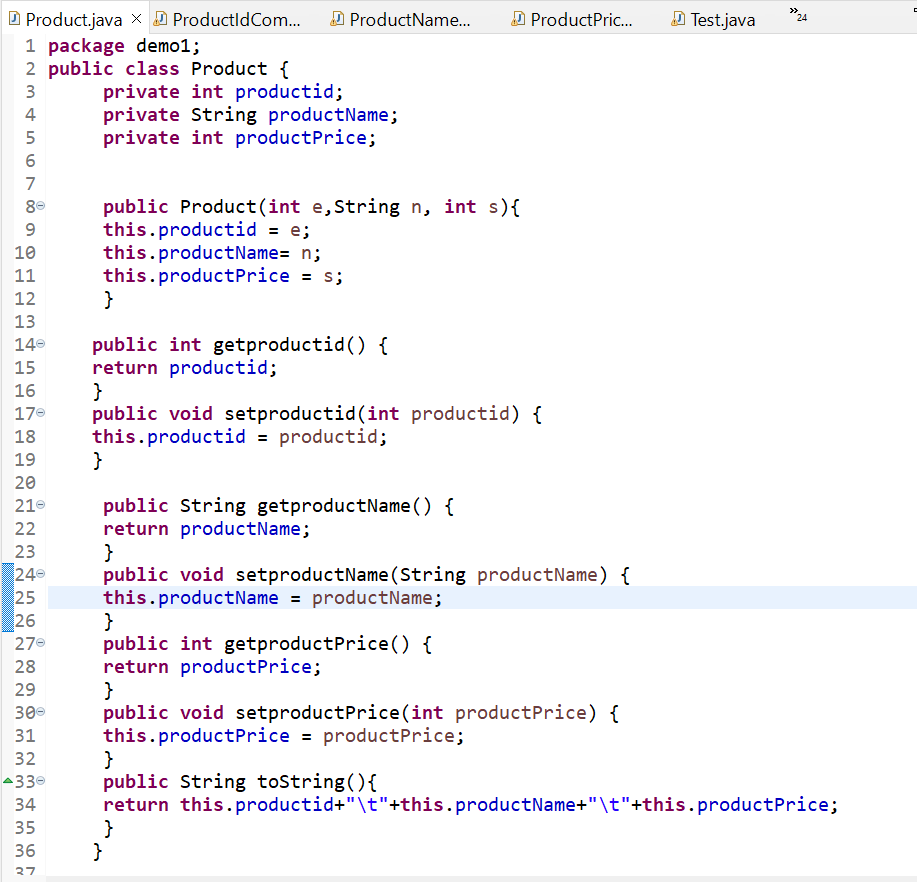 Product.java ProductIdCom... ProductName... ProductPric... Test.java »24
1 package demo1;
2 public class Product {
3 private int productid;
4 private String productName;
5 private int productPrice;
6
7
8 public Product(int e,String n, int s){
9 this.productid = e;
10 this.productName= n;
11 this.productPrice = s;
12 }
13
14 public int getproductid() {
15 return productid;
16 }
17 public void setproductid(int productid) {
18 this.productid = productid;
19 }
20
21 public String getproductName() {
22 return productName;
23 }
24 public void setproductName(String productName) {
25 this.productName = productName;
26 }
27 public int getproductPrice() {
28 return productPrice;
29 }
30 public void setproductPrice(int productPrice) {
31 this.productPrice = productPrice;
32 }
33 public String toString(){
34 return this.productid+"\t"+this.productName+"\t"+this.productPrice;
35 }
36 }
37